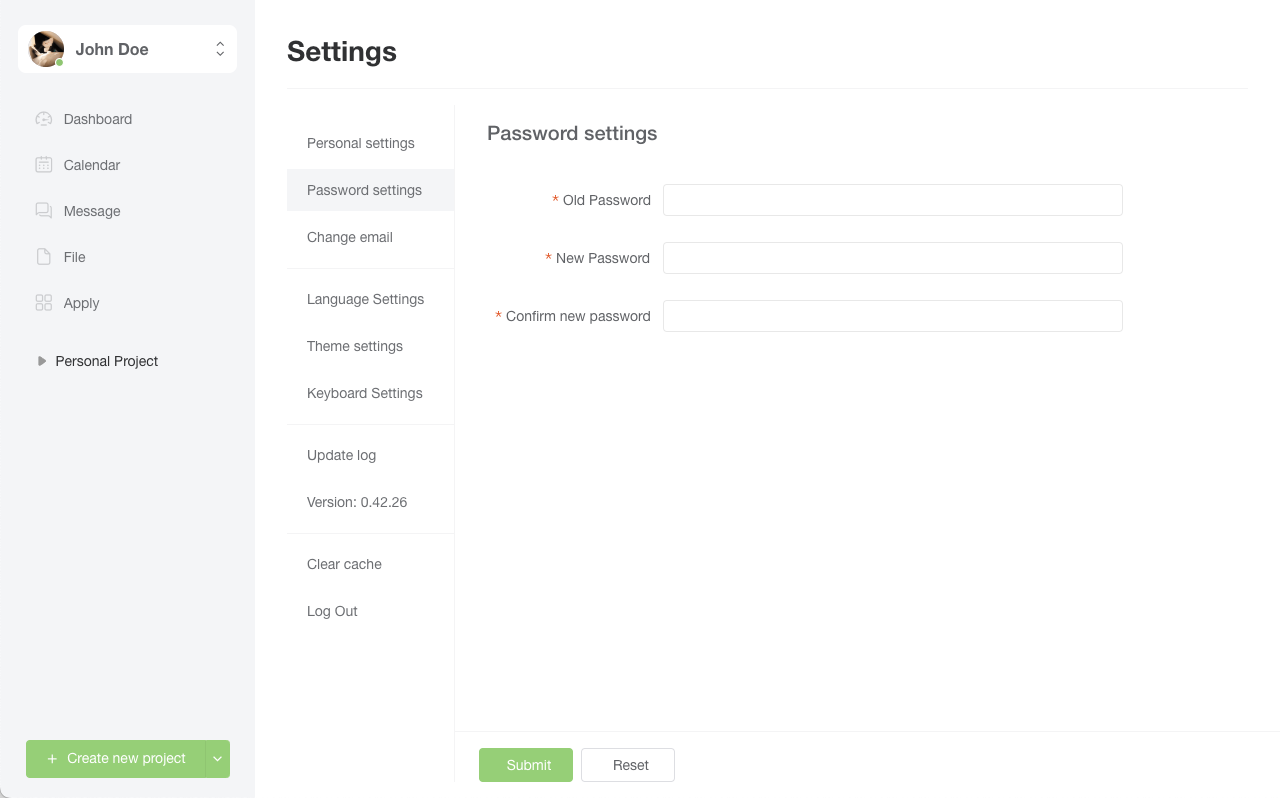 John Doe
Dashboard
Calendar
Message
File
Apply
Personal Project
+ Create new project
Settings
Personal settings
Password settings
Change email
Language Settings
Theme settings
Keyboard Settings
Update log
Version: 0.42.26
Clear cache
Log Out
Password settings
* Old Password
* New Password
* Confirm new password
Submit
Reset